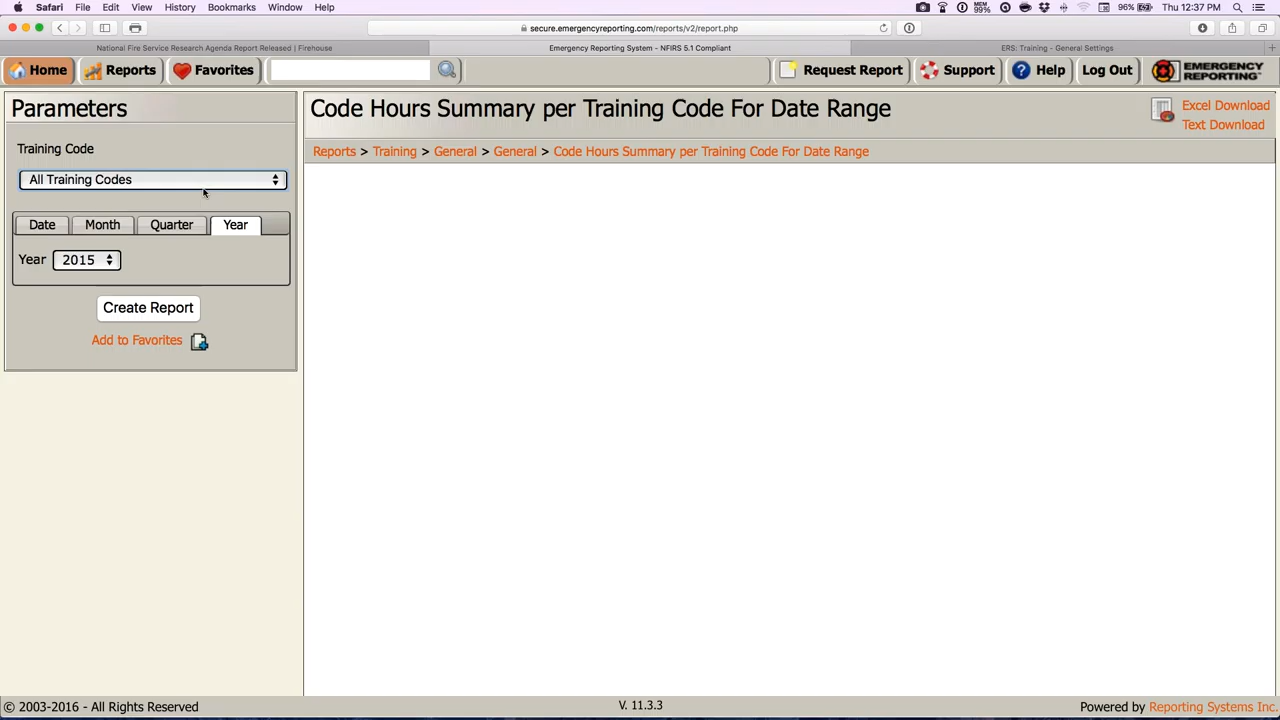 Safari File Edit View History Bookmarks Window Help 96% Thu 12:37 PM
secure.emergencyreporting.com/reports/v2/report.php
National Fire Service Research Agenda Report Released | Firehouse
Emergency Reporting System - NFIRS 5.1 Compliant
ERS: Training - General Settings
Home Reports Favorites Request Report Support Help Log Out EMERGENCY REPORTING
Parameters
Training Code
All Training Codes
Date Month Quarter Year
Year 2015
Create Report
Add to Favorites
Code Hours Summary per Training Code For Date Range
Excel Download
Text Download
Reports > Training > General > General > Code Hours Summary per Training Code For Date Range
© 2003-2016 - All Rights Reserved
V. 11.3.3
Powered by Reporting Systems Inc.